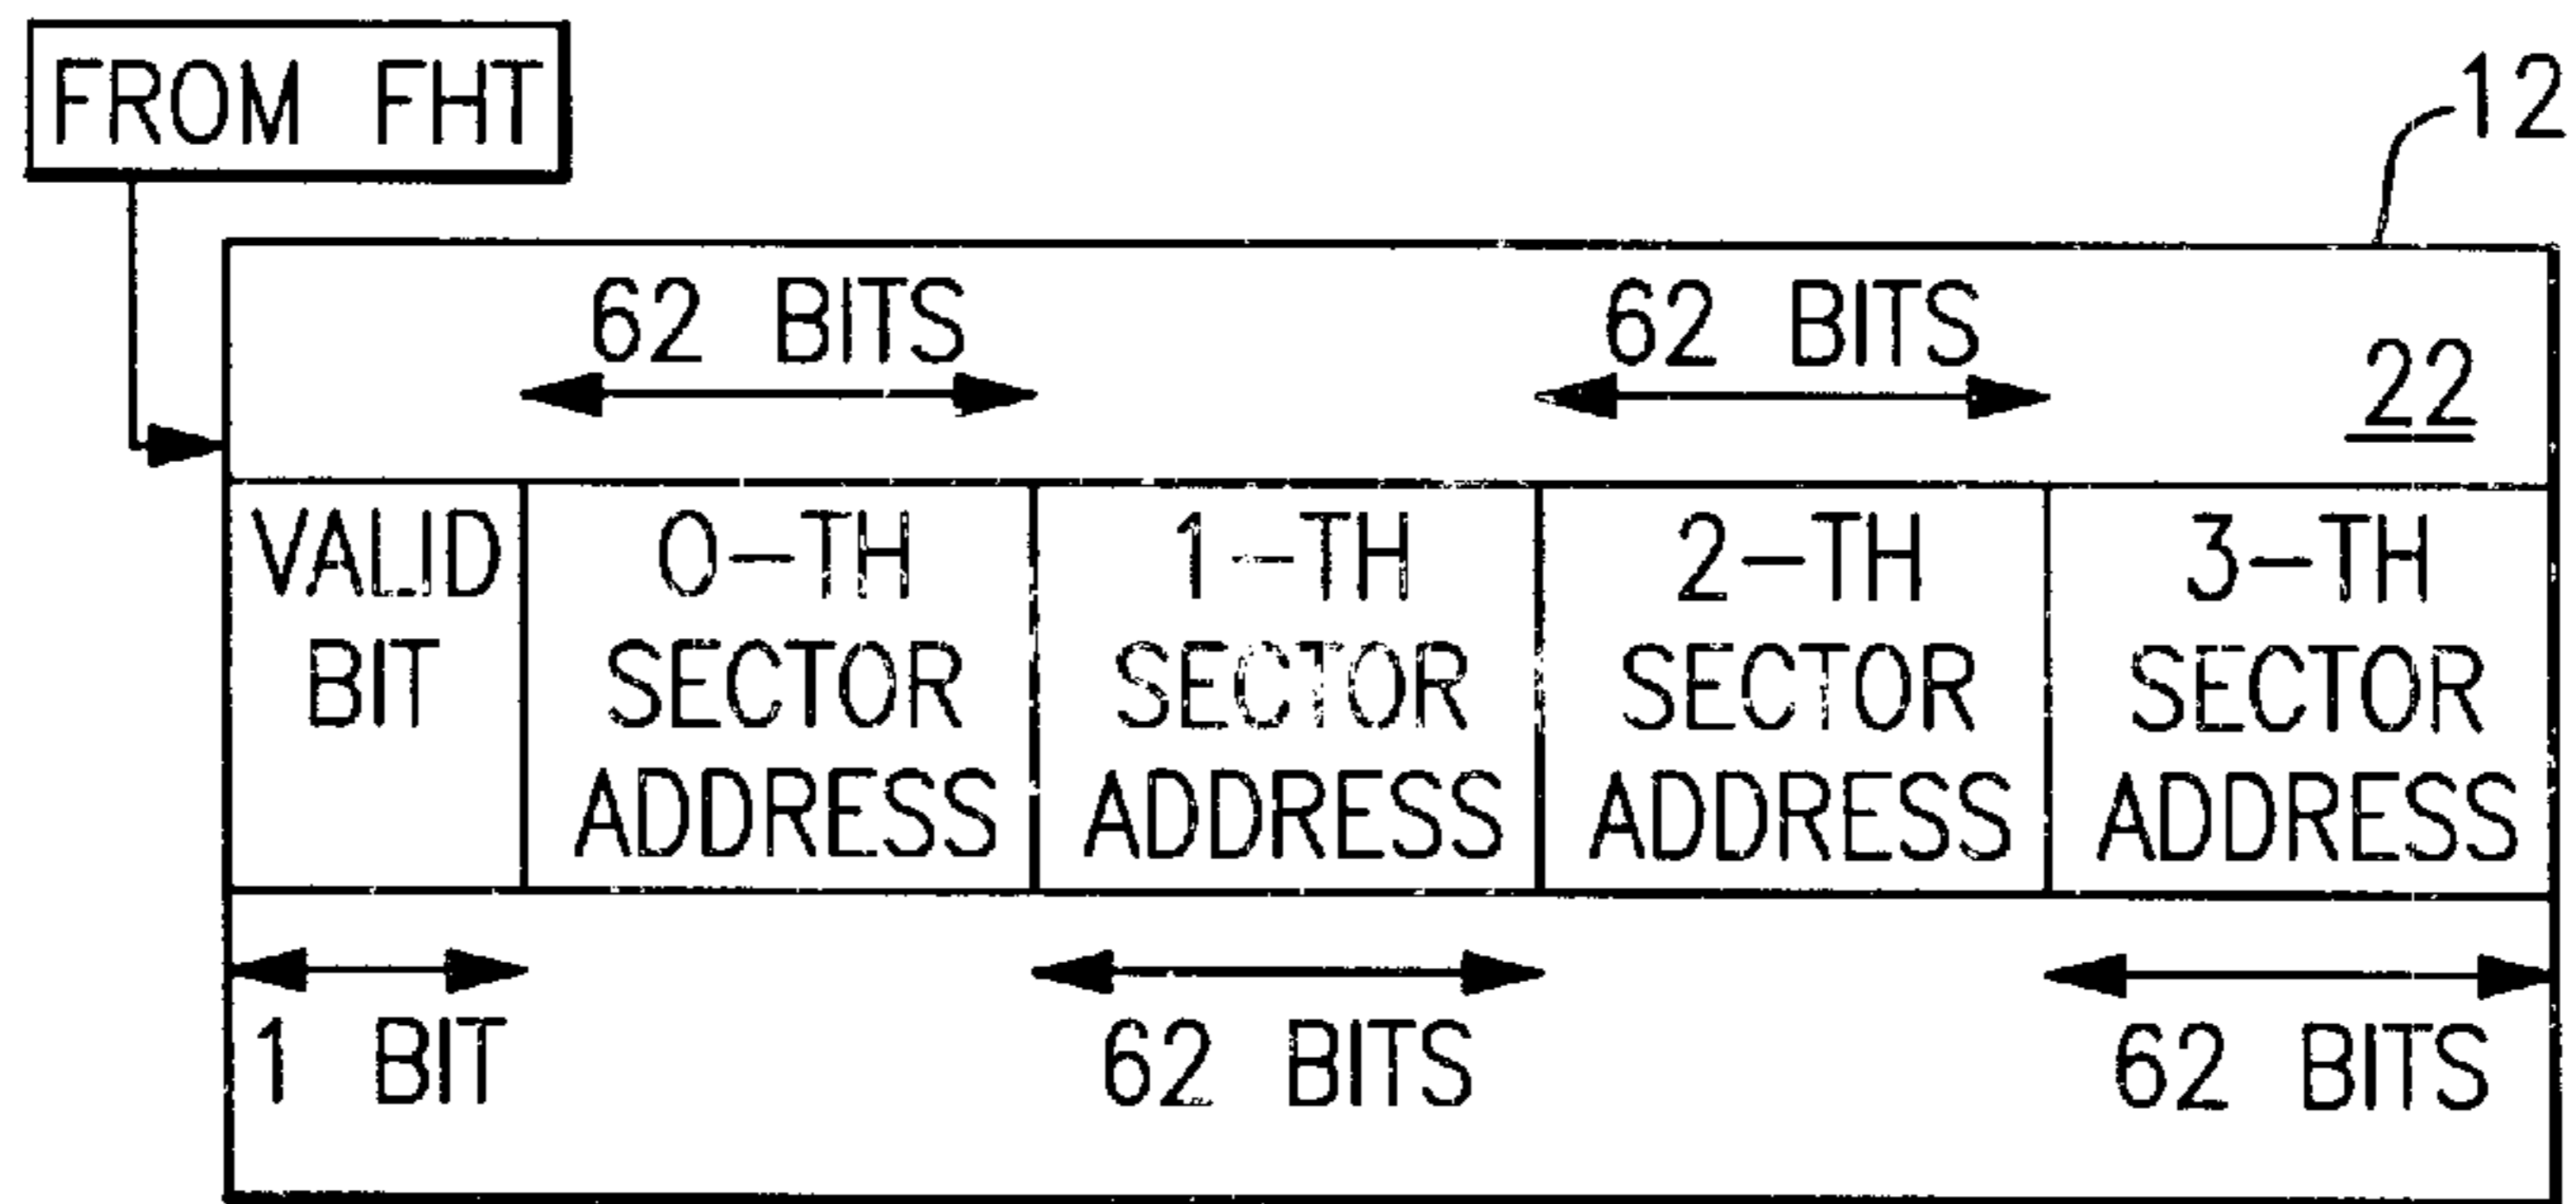 FROM FHT
12
62 BITS 62 BITS
22
VALID BIT
0-TH SECTOR ADDRESS
1-TH SECTOR ADDRESS
2-TH SECTOR ADDRESS
3-TH SECTOR ADDRESS
1 BIT 62 BITS 62 BITS